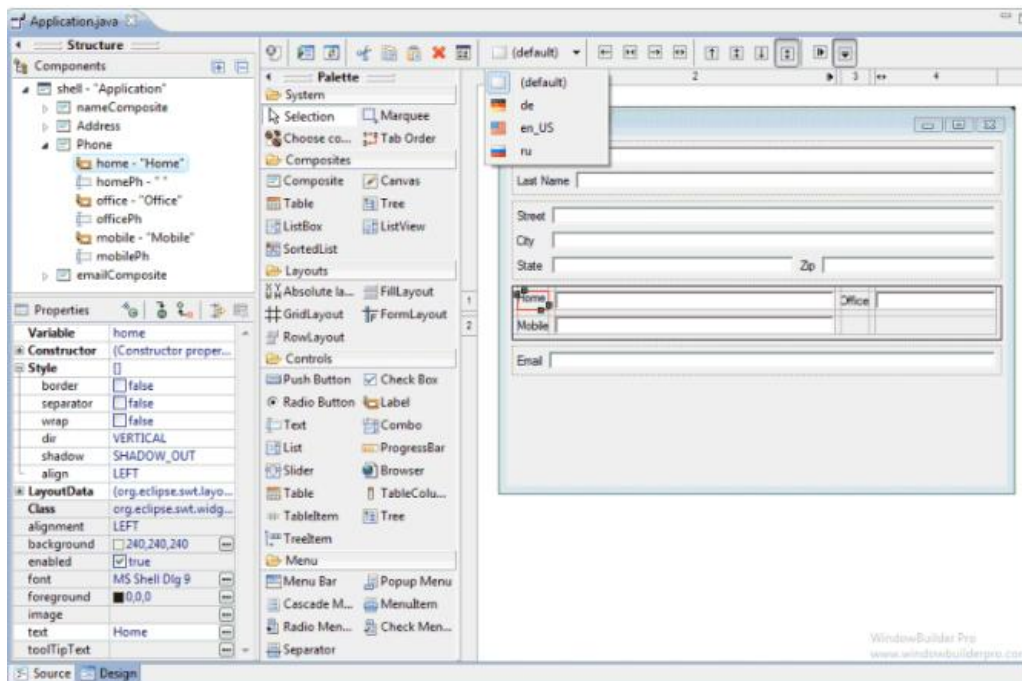 Application.java
Structure
Components
shell - "Application"
nameComposite
Address
Phone
home - "Home"
homePh - " "
office - "Office"
officePh
mobile - "Mobile"
mobilePh
emailComposite
Properties
Variable home
Constructor (Constructor proper...
Style []
border false
separator false
wrap false
dir VERTICAL
shadow SHADOW_OUT
align LEFT
LayoutData (org.eclipse.swt.layo...
Class org.eclipse.swt.widg...
alignment LEFT
background 240,240,240
enabled true
font MS Shell Dlg 9
foreground 0,0,0
image
text Home
toolTipText
Source Design
Palette
System
Selection Marquee
Choose co... Tab Order
Composites
Composite Canvas
Table Tree
ListBox ListView
SortedList
Layouts
Absolute la... FillLayout
GridLayout FormLayout
RowLayout
Controls
Push Button Check Box
Radio Button Label
Text Combo
List ProgressBar
Slider Browser
Table TableColu...
TableItem Tree
TreeItem
Menu
Menu Bar Popup Menu
Cascade M... MenuItem
Radio Men... Check Men...
Separator
(default)
(default)
de
en_US
ru
2 3 4
1
2
Last Name
Street
City
State Zip
Home Office
Mobile
Email
WindowBuilder Pro
www.windowbuilderpro.com